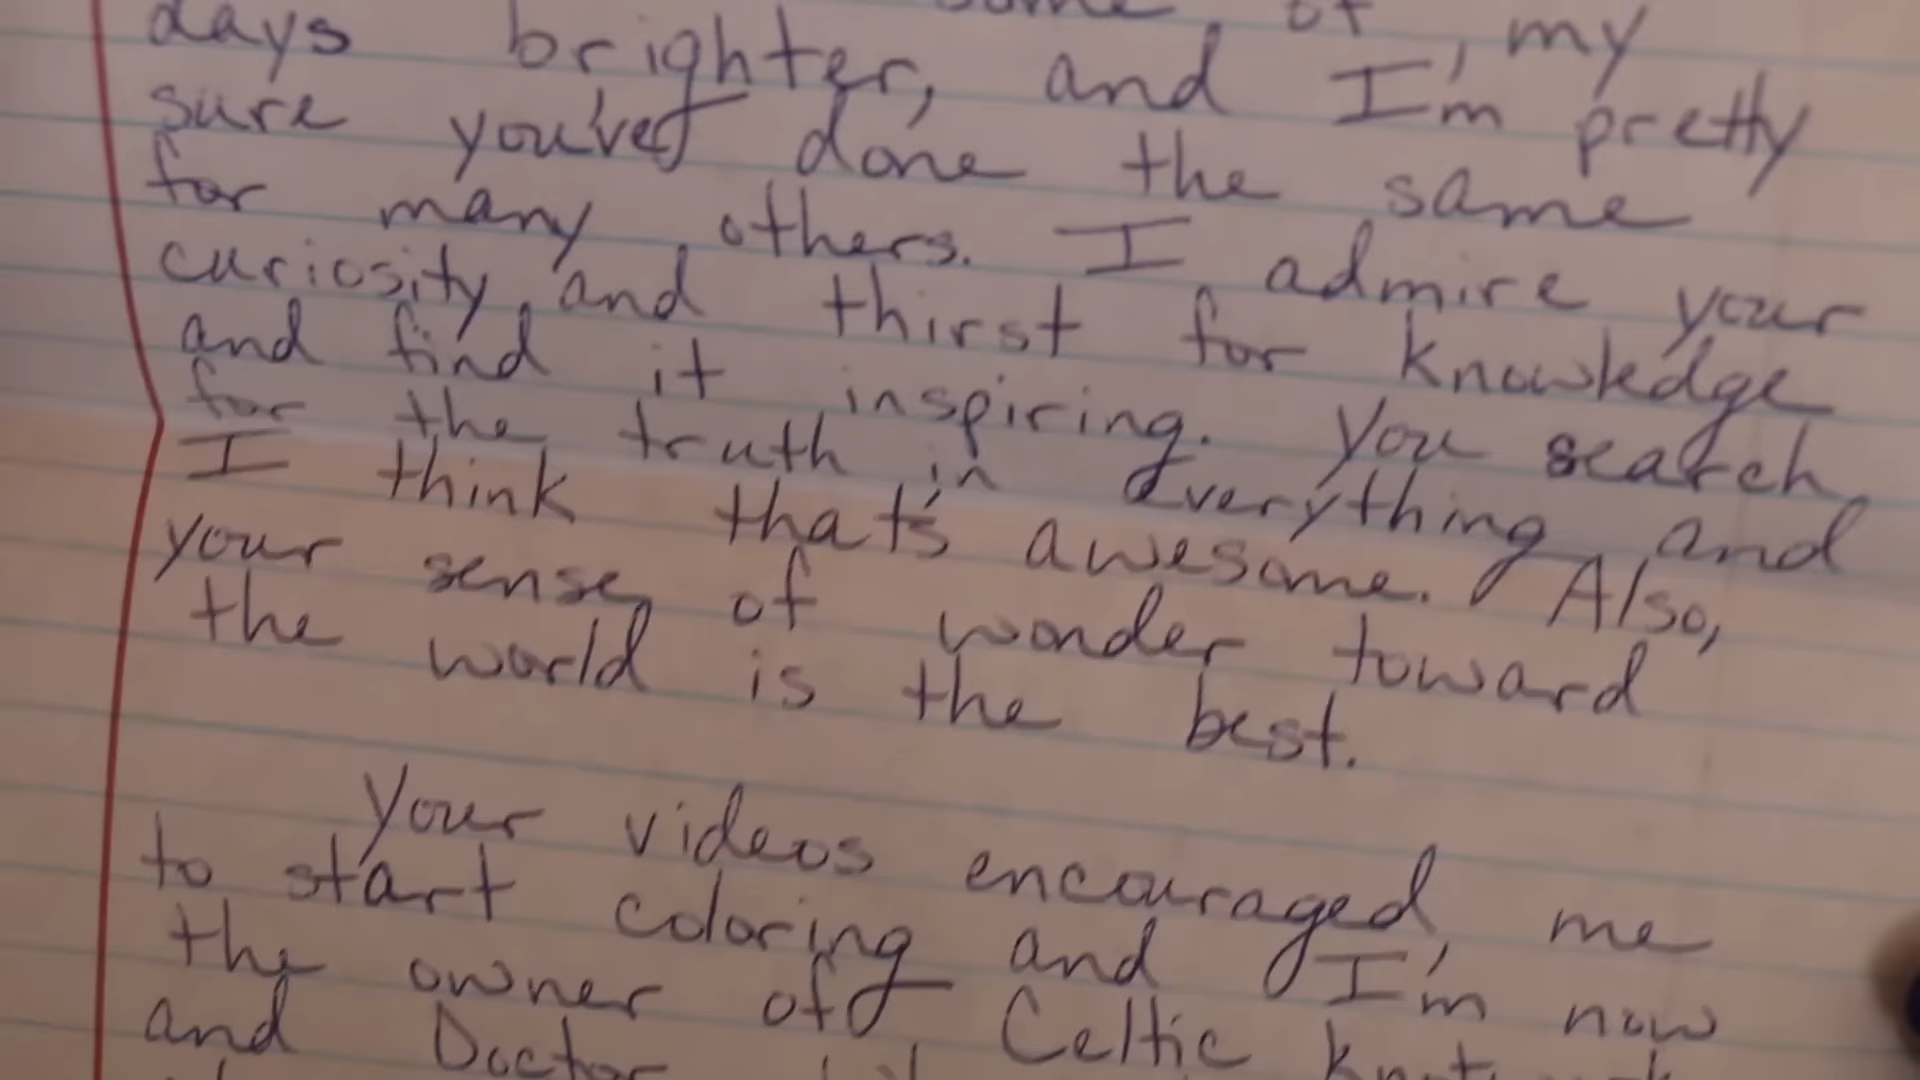 some of my
days brighter, and I'm pretty
sure you've done the same
for many others. I admire your
curiosity and thirst for knowledge
and find it inspiring. You search
for the truth in everything and
I think that's awesome. Also,
your sense of wonder toward
the world is the best.
Your videos encouraged me
to start coloring and I'm now
the owner of Celtic
and Doctor